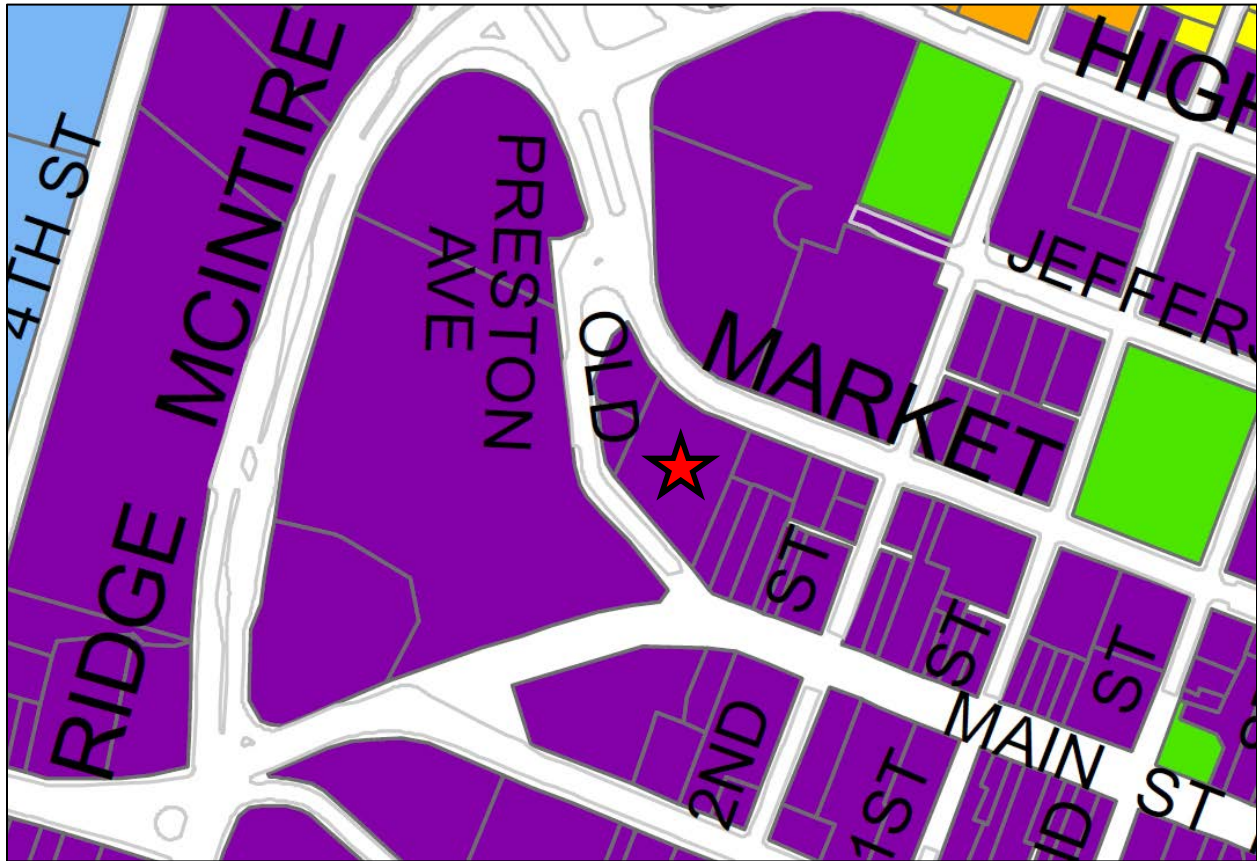 HIGH
4TH ST
MCINTIRE
PRESTON
AVE
JEFFERS
OLD
MARKET
ST
ST
ST
RIDGE
2ND
1ST
MAIN ST